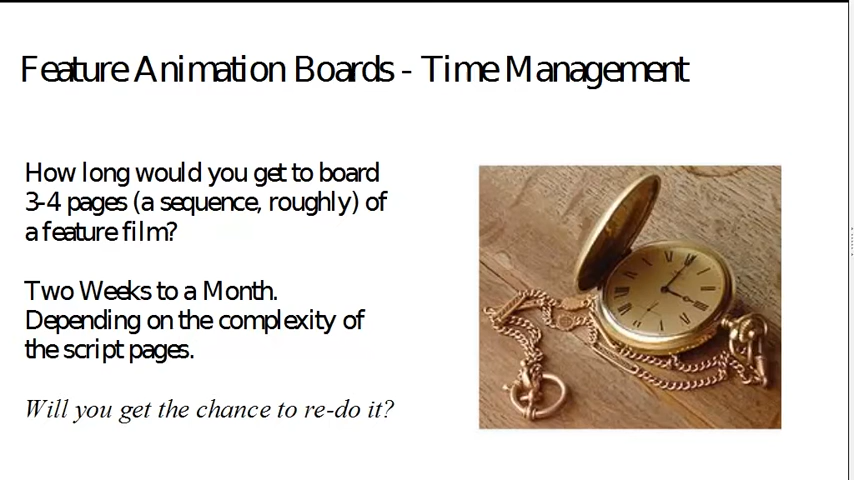 Feature Animation Boards - Time Management
How long would you get to board
3-4 pages (a sequence, roughly) of
a feature film?
Two Weeks to a Month.
Depending on the complexity of
the script pages.
Will you get the chance to re-do it?